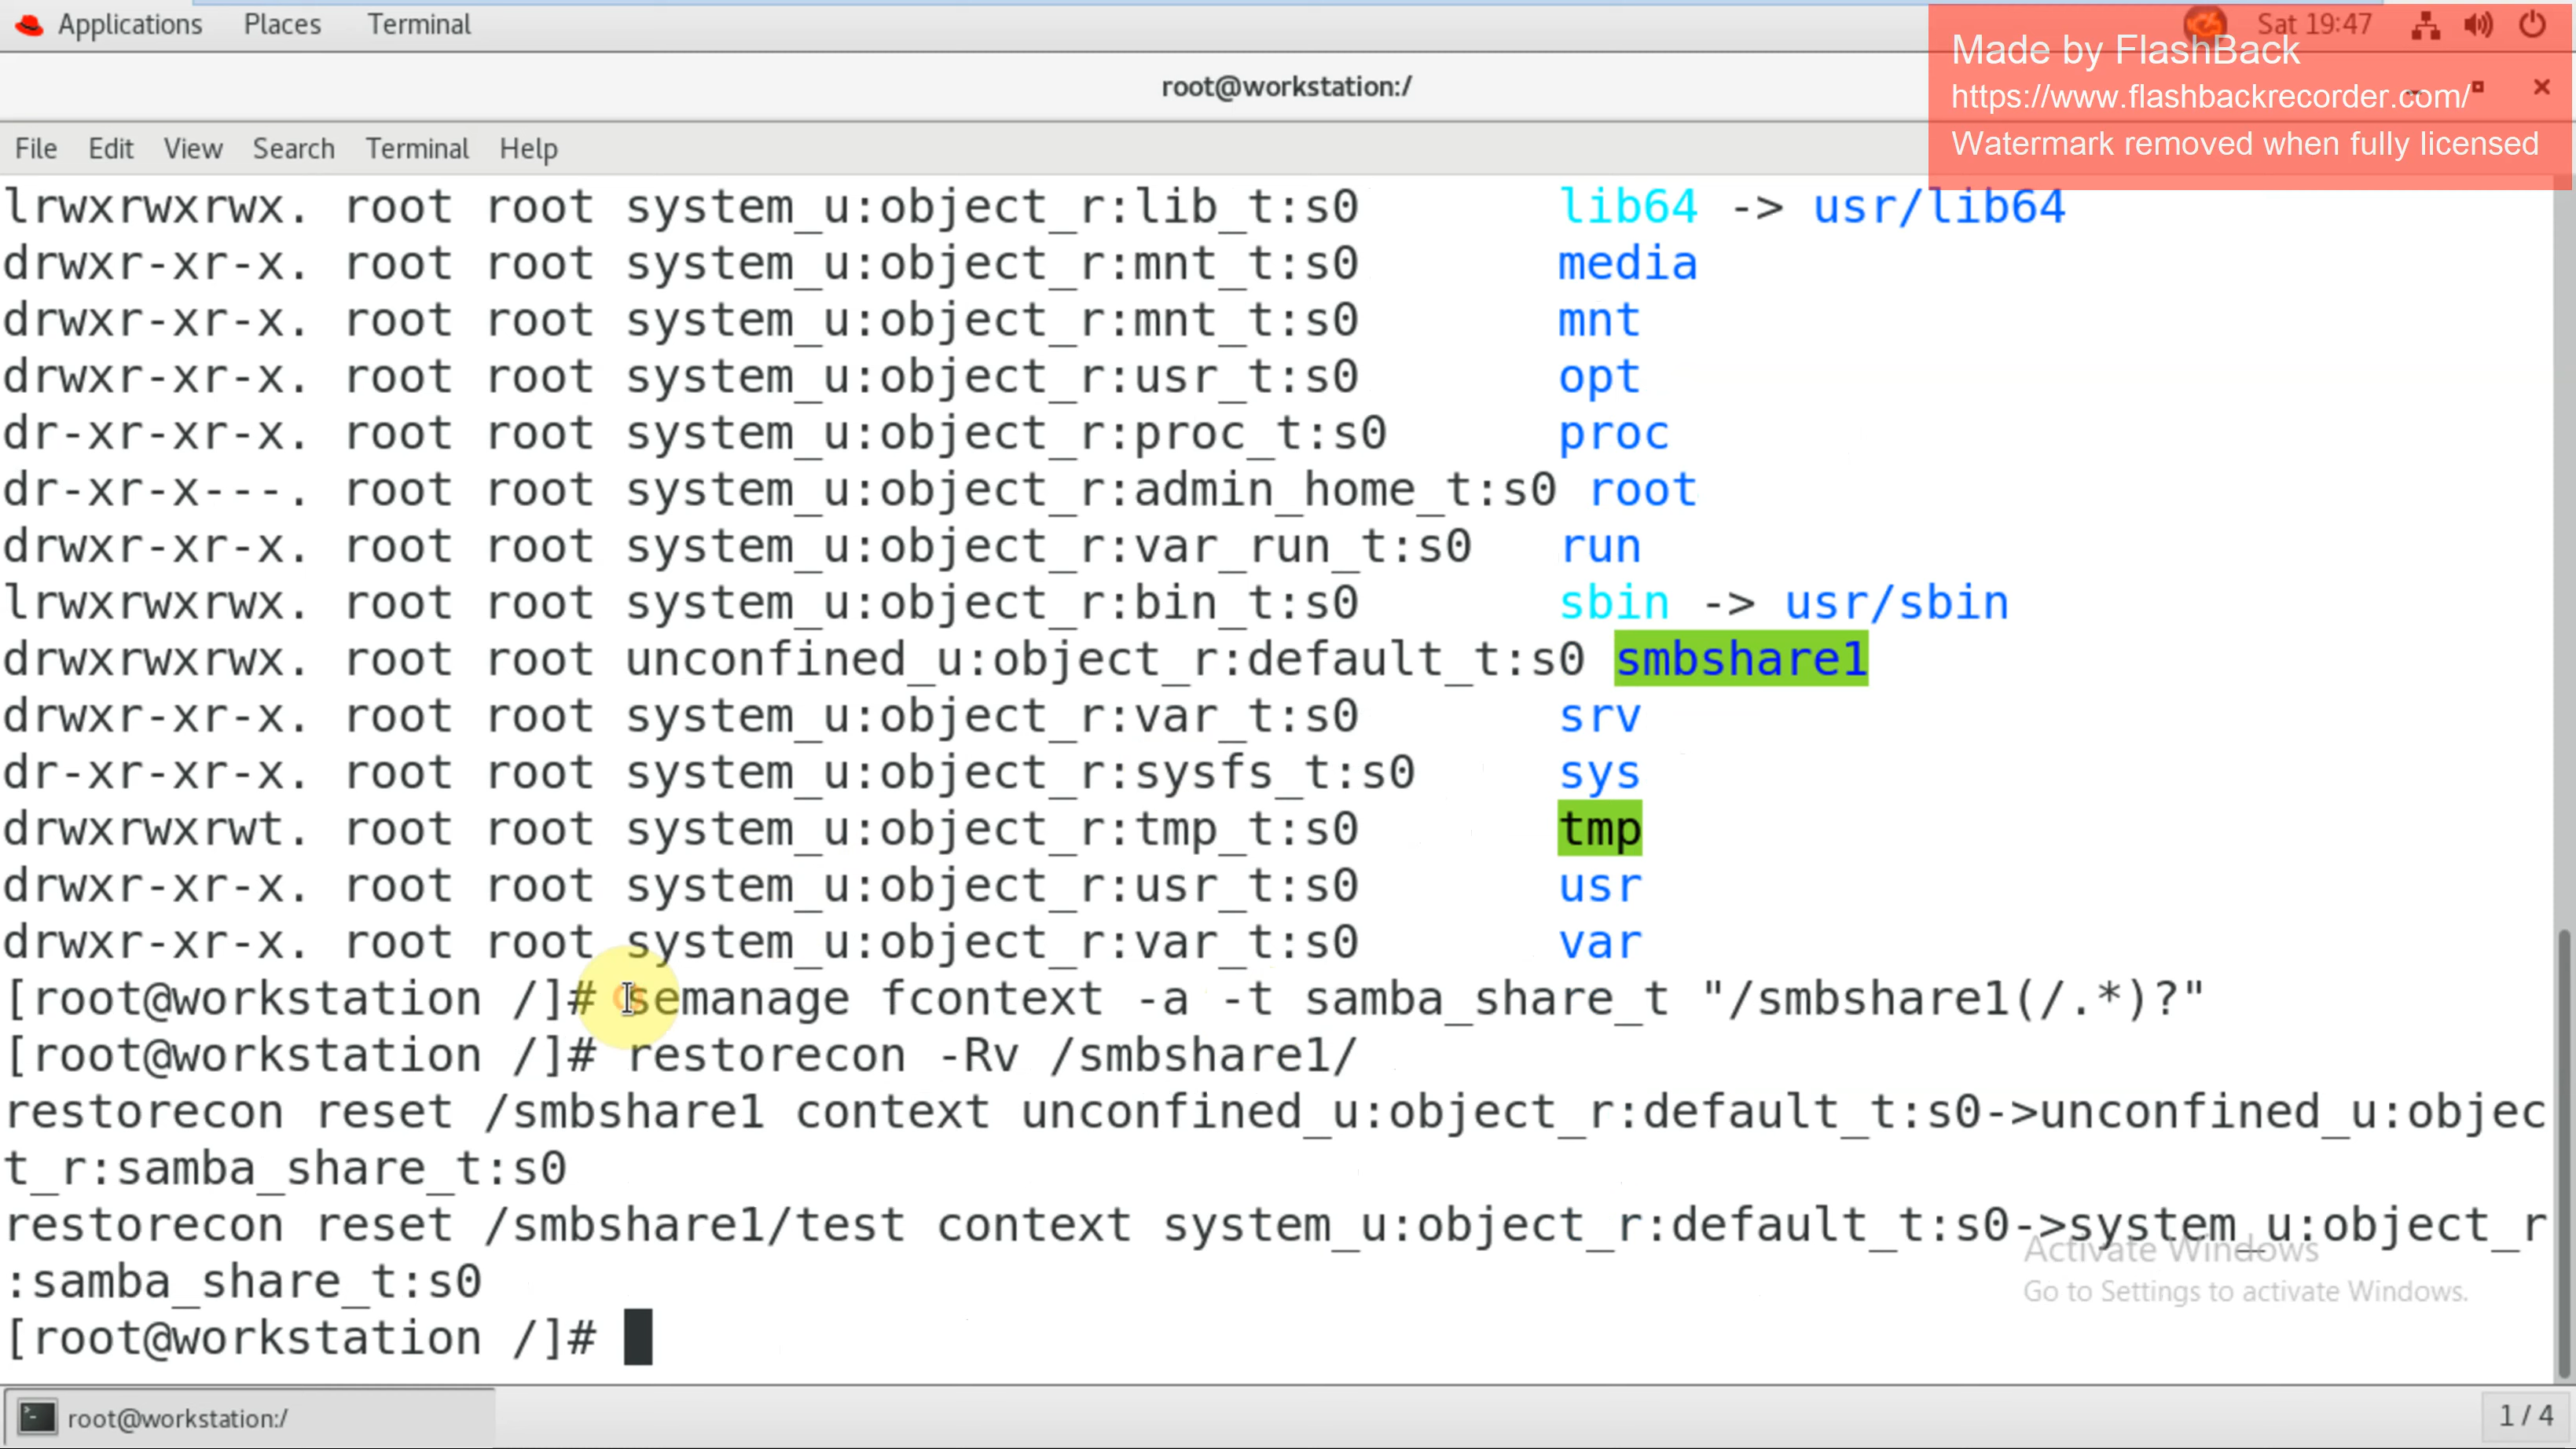 Applications Places Terminal Sat 19:47
Made by FlashBack
root@workstation:/
https://www.flashbackrecorder.com/
File Edit View Search Terminal Help
Watermark removed when fully licensed
lrwxrwxrwx. root root system_u:object_r:lib_t:s0 lib64 -> usr/lib64
drwxr-xr-x. root root system_u:object_r:mnt_t:s0 media
drwxr-xr-x. root root system_u:object_r:mnt_t:s0 mnt
drwxr-xr-x. root root system_u:object_r:usr_t:s0 opt
dr-xr-xr-x. root root system_u:object_r:proc_t:s0 proc
dr-xr-x---. root root system_u:object_r:admin_home_t:s0 root
drwxr-xr-x. root root system_u:object_r:var_run_t:s0 run
lrwxrwxrwx. root root system_u:object_r:bin_t:s0 sbin -> usr/sbin
drwxrwxrwx. root root unconfined_u:object_r:default_t:s0 smbshare1
drwxr-xr-x. root root system_u:object_r:var_t:s0 srv
dr-xr-xr-x. root root system_u:object_r:sysfs_t:s0 sys
drwxrwxrwt. root root system_u:object_r:tmp_t:s0 tmp
drwxr-xr-x. root root system_u:object_r:usr_t:s0 usr
drwxr-xr-x. root root system_u:object_r:var_t:s0 var
[root@workstation /]# semanage fcontext -a -t samba_share_t "/smbshare1(/.*)?"
[root@workstation /]# restorecon -Rv /smbshare1/
restorecon reset /smbshare1 context unconfined_u:object_r:default_t:s0->unconfined_u:objec
t_r:samba_share_t:s0
restorecon reset /smbshare1/test context system_u:object_r:default_t:s0->system_u:object_r
:samba_share_t:s0
[root@workstation /]#
Activate Windows
Go to Settings to activate Windows.
root@workstation:/
1 / 4